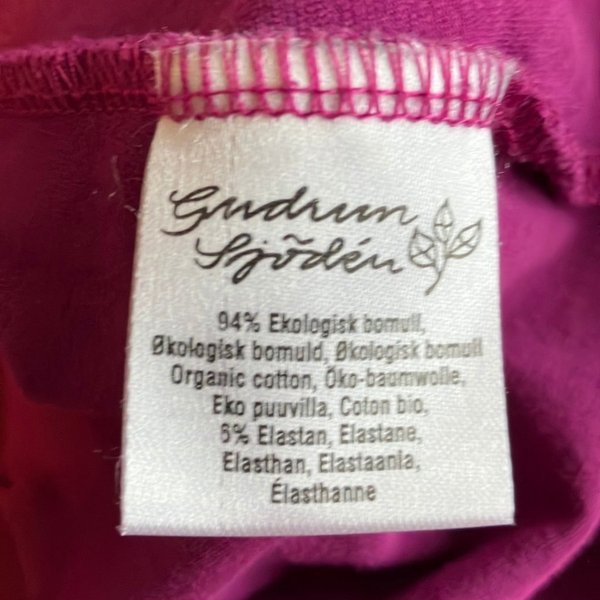 Gudrun
Sjödén
94% Ekologisk bomull,
Økologisk bomuld, Økologisk bomull
Organic cotton, Öko-baumwolle,
Eko puuvilla, Coton bio,
6% Elastan, Elastane,
Elasthan, Elastaania,
Élasthanne